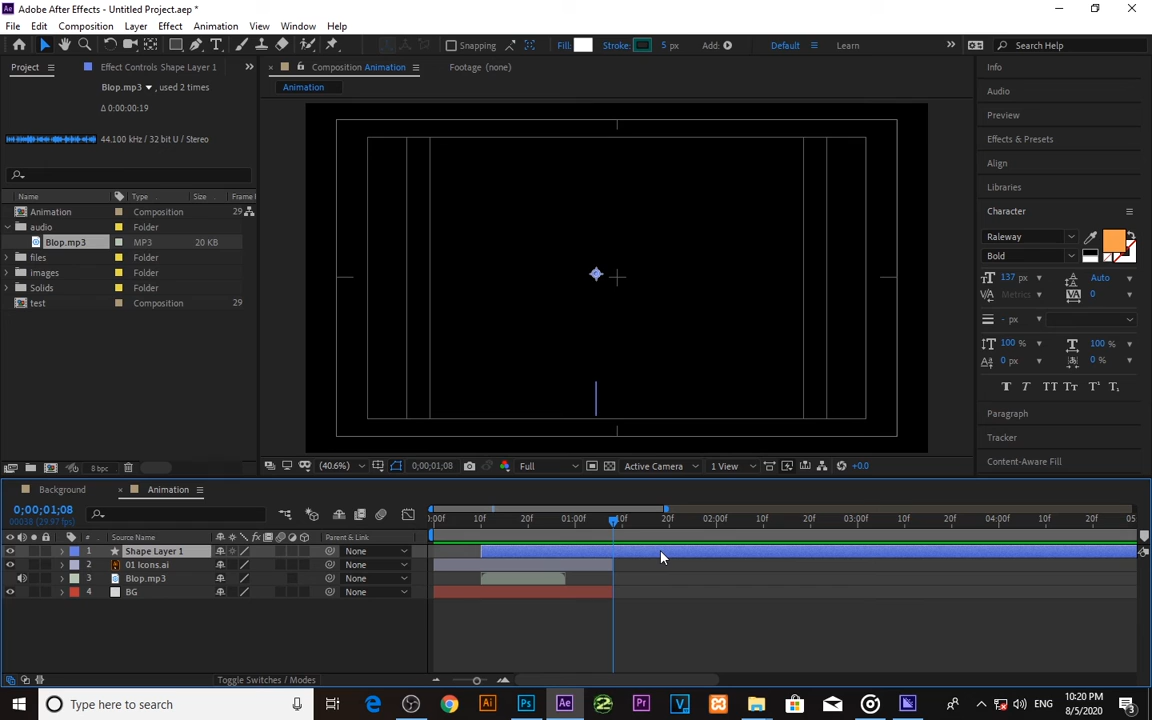 Adobe After Effects - Untitled Project.aep *
File Edit Composition Layer Effect Animation View Window Help
Snapping Fill: Stroke: 5 px Add: Default Learn Search Help
Project Effect Controls Shape Layer 1
Composition Animation Footage (none)
Animation
Blop.mp3 , used 2 times
Δ 0:00:00:19
44.100 kHz / 32 bit U / Stereo
Name Type Size Frame
Animation Composition 29
audio Folder
Blop.mp3 MP3 20 KB
files Folder
images Folder
Solids Folder
test Composition 29
8 bpc
(40.6%) 0;00;01;08 Full Active Camera 1 View +0.0
Info
Audio
Preview
Effects & Presets
Align
Libraries
Character
Raleway
Bold
137 px Auto
Metrics 0
- px
100 % 100 %
0 px 0 %
T T TT Tт T¹ T₁
Paragraph
Tracker
Content-Aware Fill
Background Animation
0;00;01;08
00038 (29.97 fps)
:00f 10f 20f 01:00f 10f 20f 02:00f 10f 20f 03:00f 10f 20f 04:00f 10f 20f 05
# Source Name Parent & Link
1 Shape Layer 1 None
2 01 Icons.ai None
3 Blop.mp3 None
4 BG None
Toggle Switches / Modes
Type here to search
ENG
10:20 PM
8/5/2020